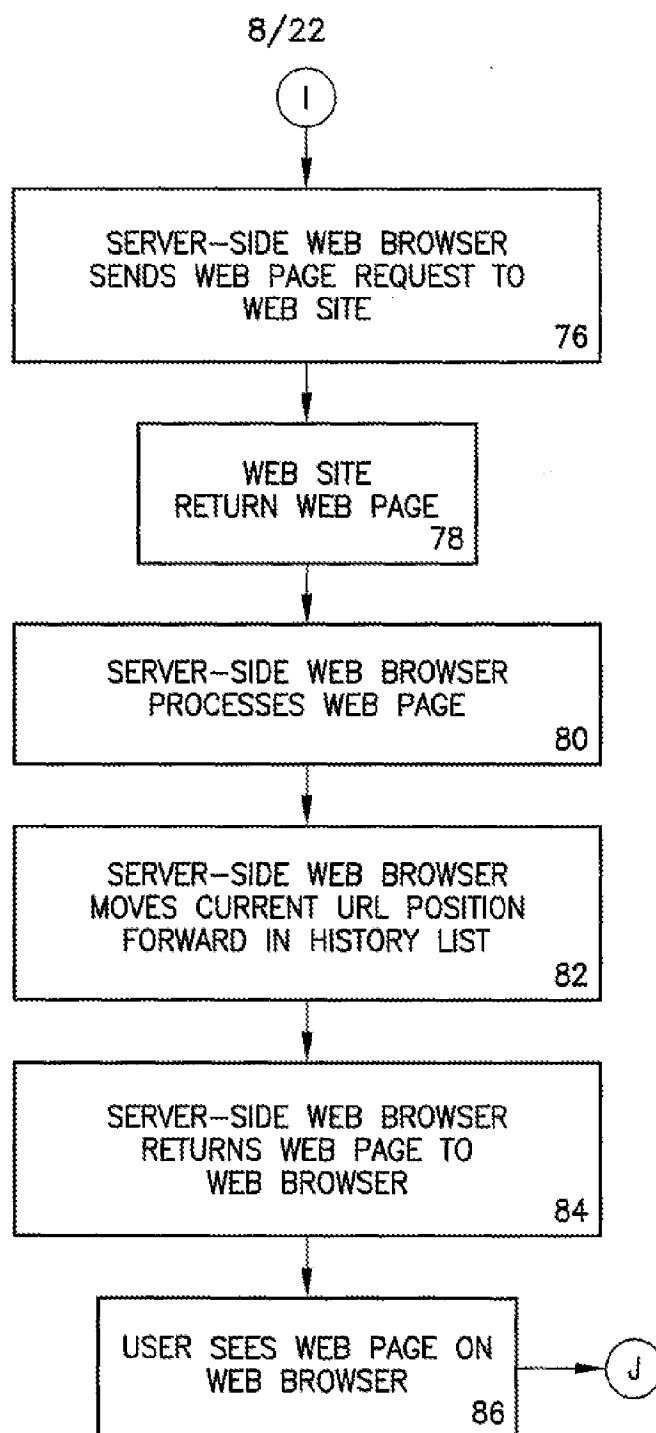 8/22
I
SERVER-SIDE WEB BROWSER
SENDS WEB PAGE REQUEST TO
WEB SITE
76
WEB SITE
RETURN WEB PAGE
78
SERVER-SIDE WEB BROWSER
PROCESSES WEB PAGE
80
SERVER-SIDE WEB BROWSER
MOVES CURRENT URL POSITION
FORWARD IN HISTORY LIST
82
SERVER-SIDE WEB BROWSER
RETURNS WEB PAGE TO
WEB BROWSER
84
USER SEES WEB PAGE ON
WEB BROWSER
86
J